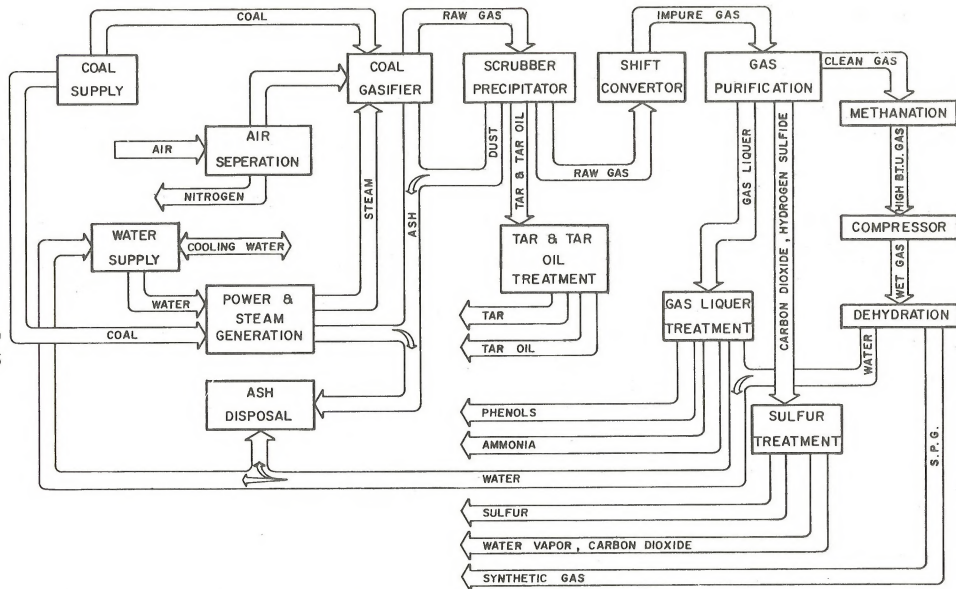 COAL
RAW GAS
IMPURE GAS
COAL
SUPPLY
COAL
GASIFIER
SCRUBBER
PRECIPITATOR
SHIFT
CONVERTOR
GAS
PURIFICATION
CLEAN GAS
METHANATION
AIR
AIR
SEPERATION
NITROGEN
STEAM
ASH
DUST
TAR & TAR OIL
RAW GAS
GAS LIQUER
CARBON DIOXIDE, HYDROGEN SULFIDE
HIGH B.T.U. GAS
WATER
SUPPLY
COOLING WATER
TAR & TAR
OIL
TREATMENT
COMPRESSOR
WET GAS
WATER
POWER &
STEAM
GENERATION
COAL
TAR
TAR OIL
GAS LIQUER
TREATMENT
DEHYDRATION
WATER
ASH
DISPOSAL
PHENOLS
AMMONIA
SULFUR
TREATMENT
S.P.G.
WATER
SULFUR
WATER VAPOR, CARBON DIOXIDE
SYNTHETIC GAS